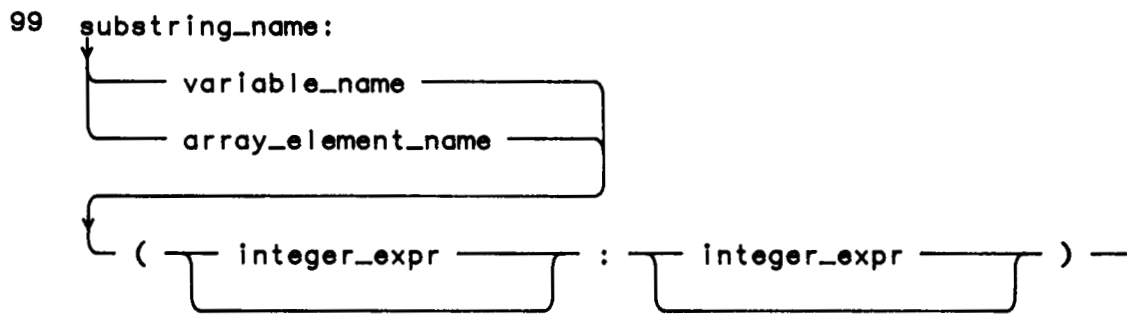 99 substring_name:
variable_name
array_element_name
( integer_expr : integer_expr )